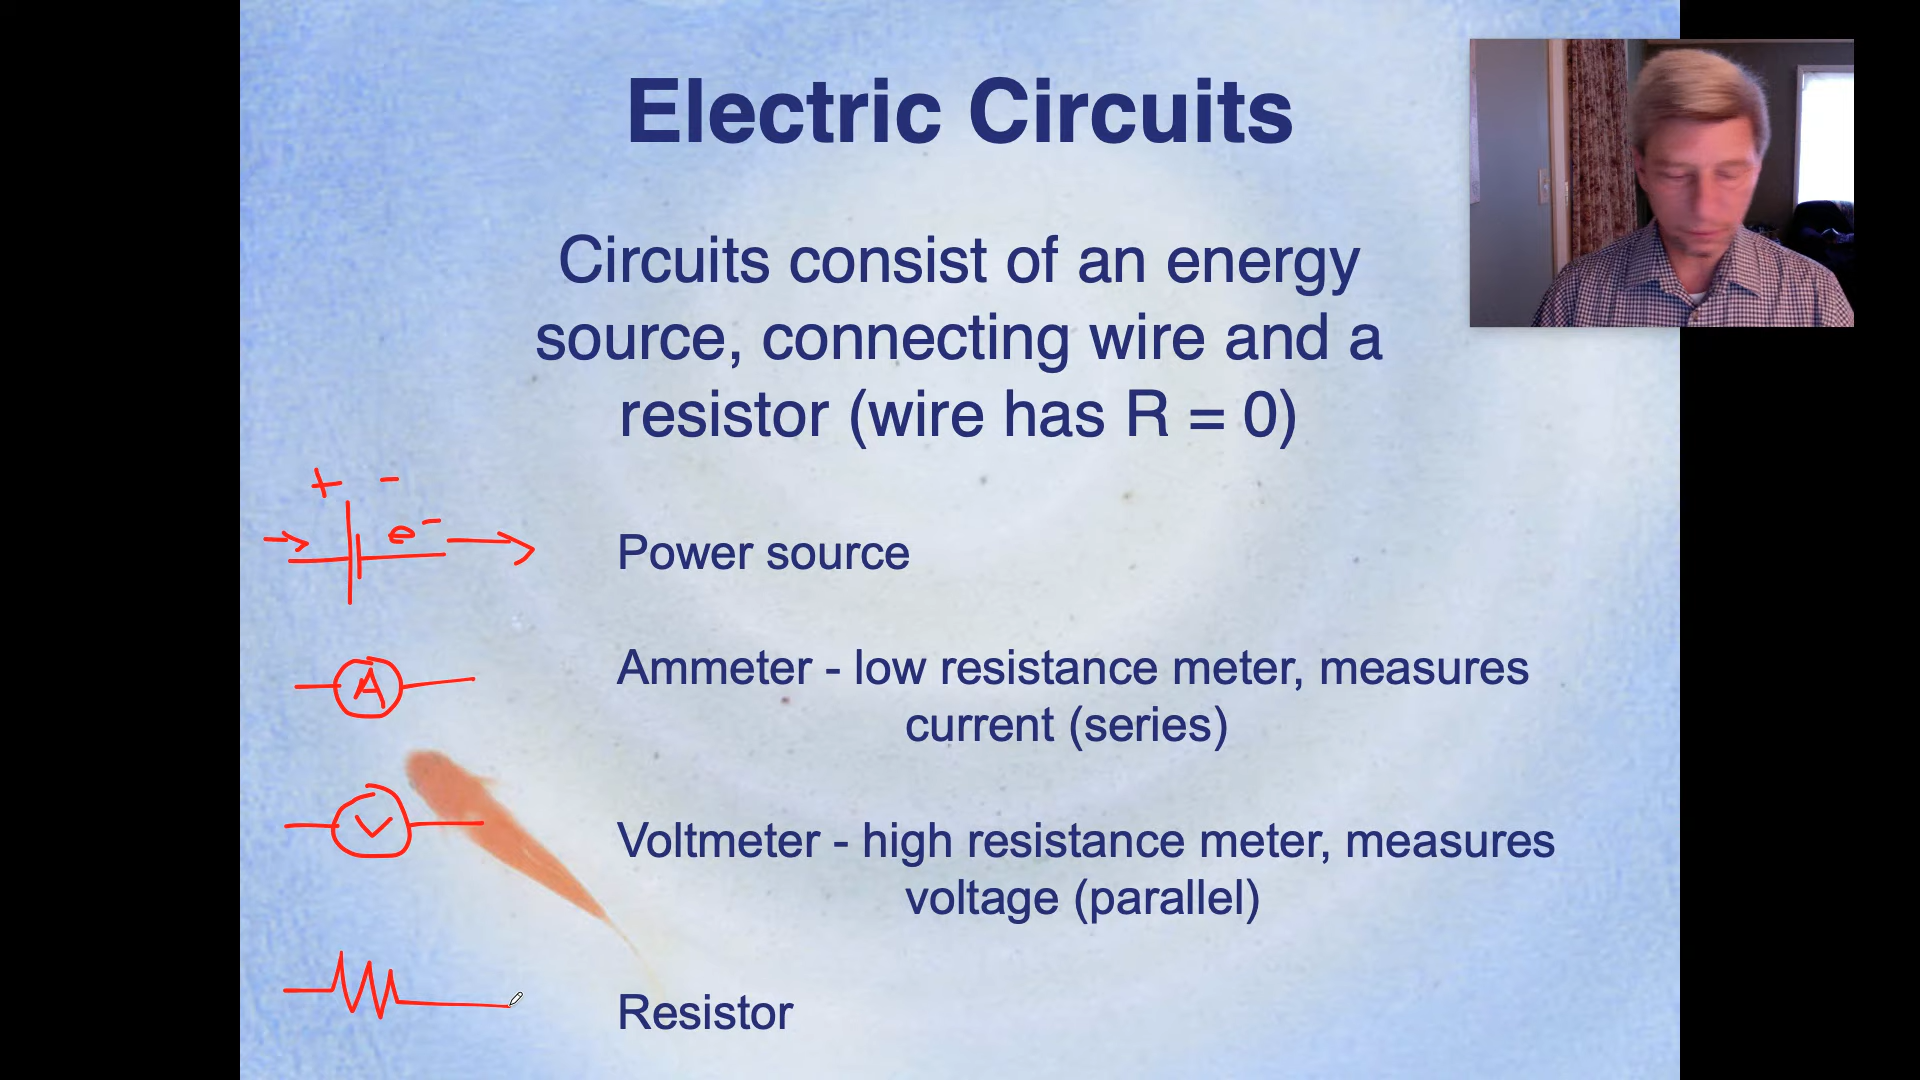 Electric Circuits
Circuits consist of an energy
source, connecting wire and a
resistor (wire has R = 0)
+ -
e-
Power source
A
Ammeter - low resistance meter, measures
current (series)
V
Voltmeter - high resistance meter, measures
voltage (parallel)
Resistor